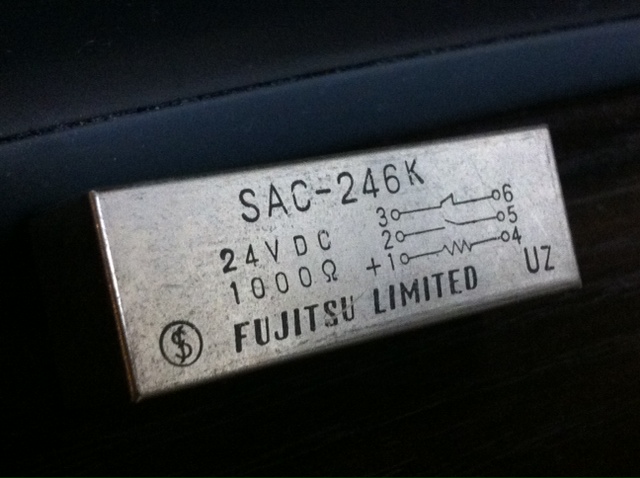 SAC-246K
24VDC
1000Ω
3 6
2 5
+1 4
UZ
FUJITSU LIMITED